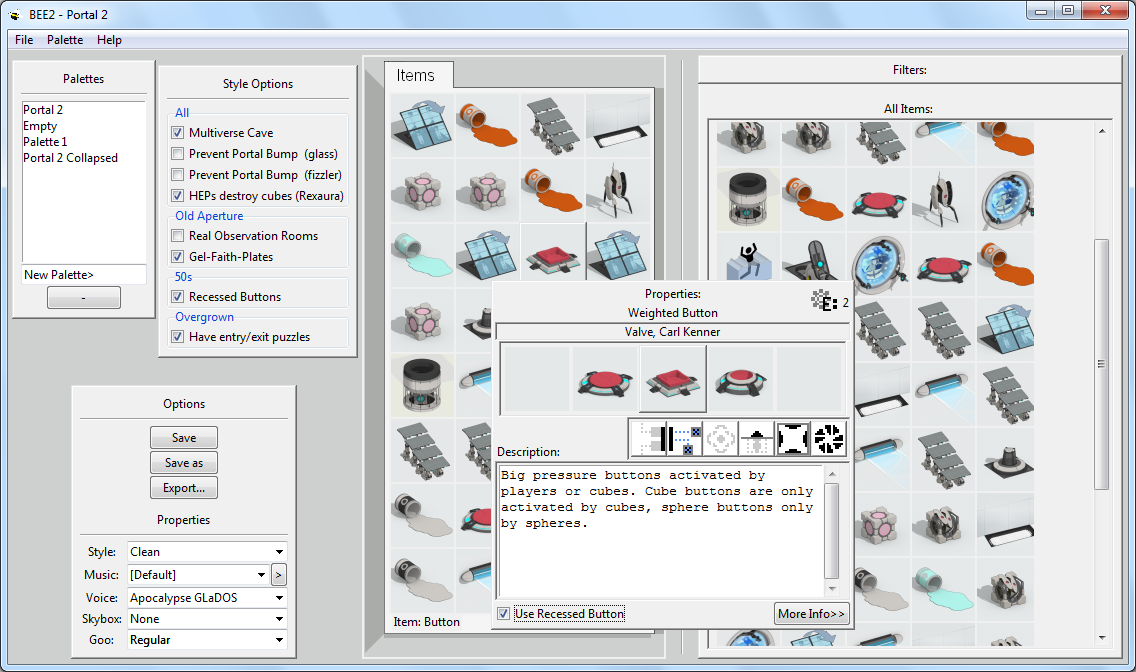 BEE2 - Portal 2
File Palette Help
Palettes
Portal 2
Empty
Palette 1
Portal 2 Collapsed
New Palette>
-
Style Options
All
Multiverse Cave
Prevent Portal Bump (glass)
Prevent Portal Bump (fizzler)
HEPs destroy cubes (Rexaura)
Old Aperture
Real Observation Rooms
Gel-Faith-Plates
50s
Recessed Buttons
Overgrown
Have entry/exit puzzles
Options
Save
Save as
Export...
Properties
Style: Clean
Music: [Default] >
Voice: Apocalypse GLaDOS
Skybox: None
Goo: Regular
Items
Item: Button
Filters:
All Items:
Properties:
E: 2
Weighted Button
Valve, Carl Kenner
Description:
Big pressure buttons activated by
players or cubes. Cube buttons are only
activated by cubes, sphere buttons only
by spheres.
Use Recessed Button
More Info>>